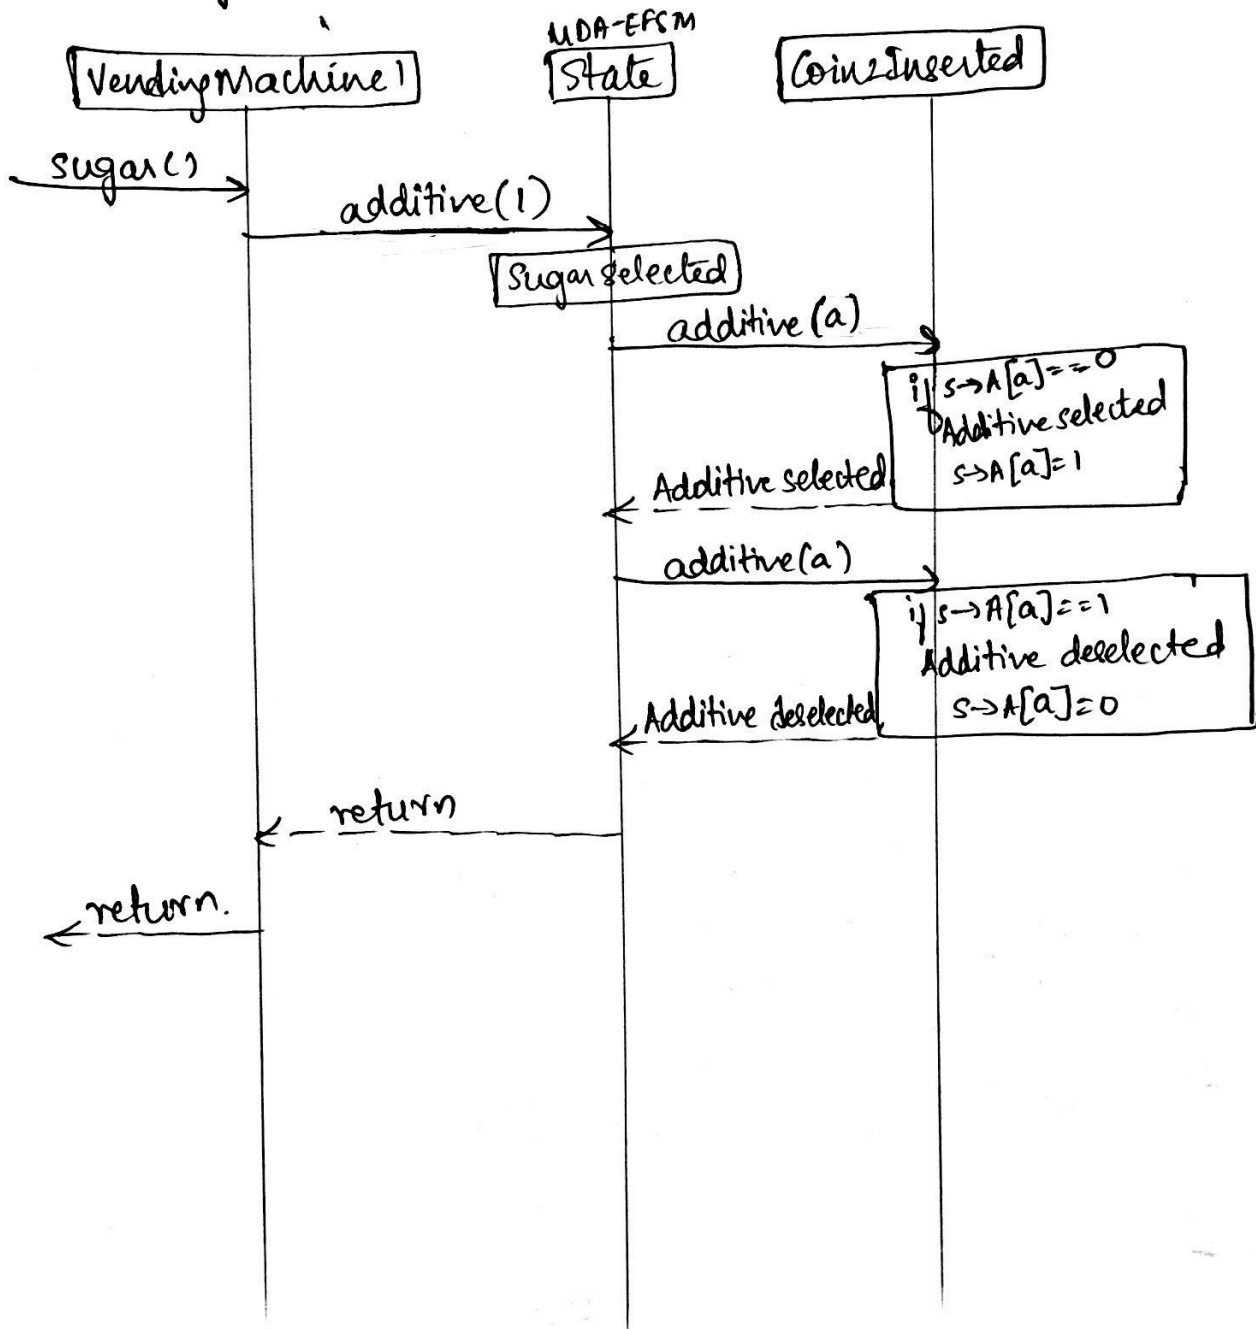 MDA-EFSM
VendingMachine1
State
Coin2Inserted
sugar()
additive(1)
Sugar selected
additive(a)
if s→A[a]==0
Additive selected
s→A[a]=1
Additive selected
additive(a)
if s→A[a]==1
Additive deselected
s→A[a]=0
Additive deselected
return
return.